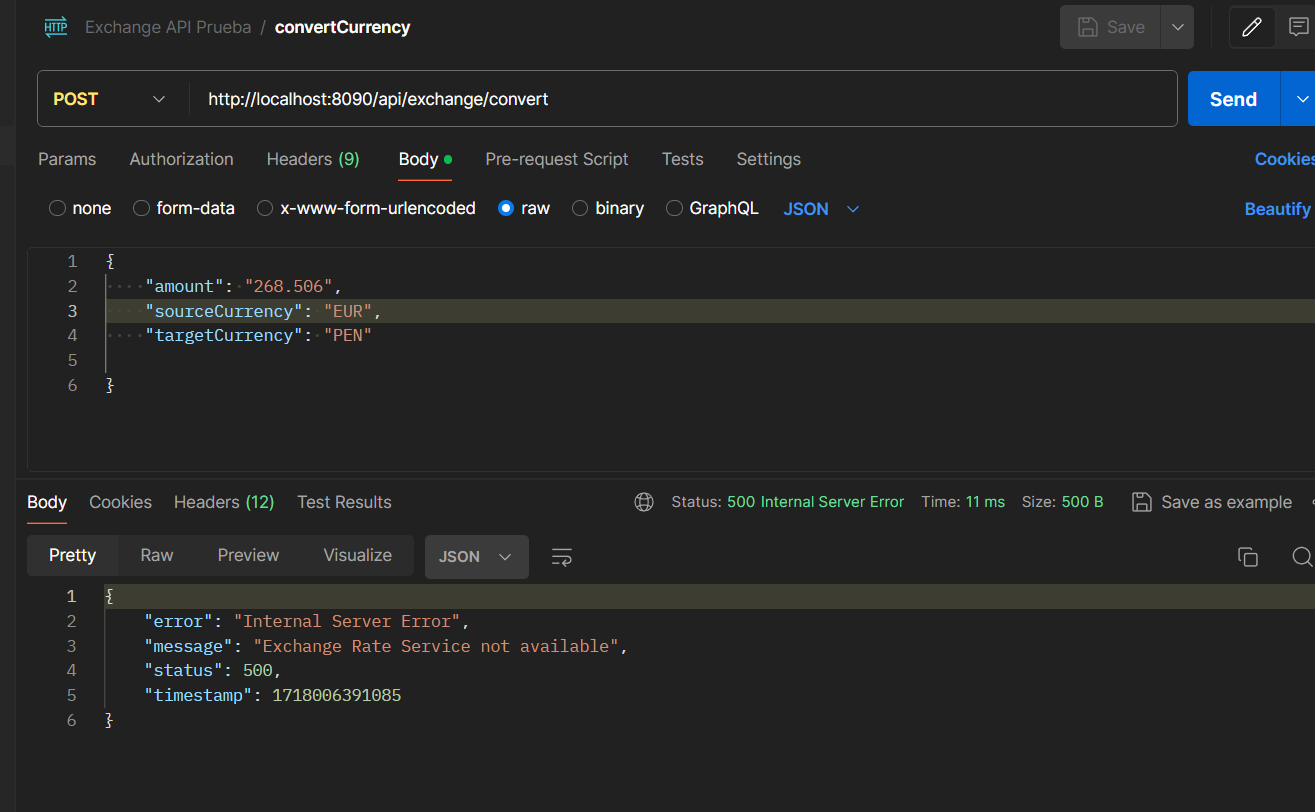 HTTP Exchange API Prueba / convertCurrency Save
POST http://localhost:8090/api/exchange/convert Send
Params Authorization Headers (9) Body Pre-request Script Tests Settings Cookies
none form-data x-www-form-urlencoded raw binary GraphQL JSON Beautify
1 {
2 "amount": "268.506",
3 "sourceCurrency": "EUR",
4 "targetCurrency": "PEN"
5
6 }
Body Cookies Headers (12) Test Results Status: 500 Internal Server Error Time: 11 ms Size: 500 B Save as example
Pretty Raw Preview Visualize JSON
1 {
2 "error": "Internal Server Error",
3 "message": "Exchange Rate Service not available",
4 "status": 500,
5 "timestamp": 1718006391085
6 }